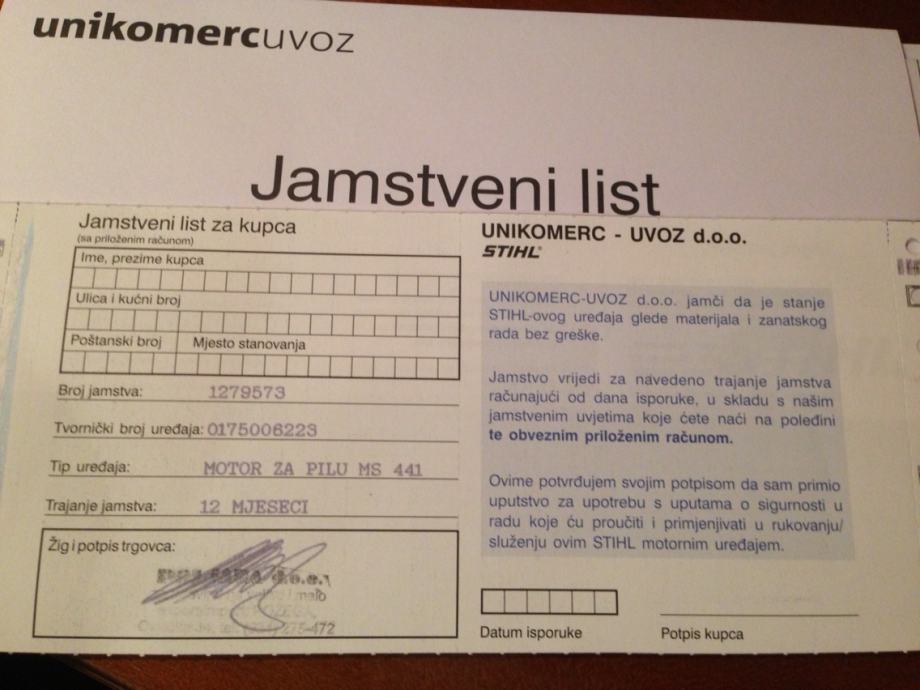 unikomercuvoz
Jamstveni list
Jamstveni list za kupca
(sa priloženim računom)
Ime, prezime kupca
Ulica i kućni broj
Poštanski broj Mjesto stanovanja
Broj jamstva: 1279573
Tvornički broj uređaja: 0175006223
Tip uređaja: MOTOR ZA PILU MS 441
Trajanje jamstva: 12 MJESECI
Žig i potpis trgovca:
d.o.o.
malo
UNIKOMERC - UVOZ d.o.o.
STIHL®
UNIKOMERC-UVOZ d.o.o. jamči da je stanje
STIHL-ovog uređaja glede materijala i zanatskog
rada bez greške.
Jamstvo vrijedi za navedeno trajanje jamstva
računajući od dana isporuke, u skladu s našim
jamstvenim uvjetima koje ćete naći na poleđini
te obveznim priloženim računom.
Ovime potvrđujem svojim potpisom da sam primio
uputstvo za upotrebu s uputama o sigurnosti u
radu koje ću proučiti i primjenjivati u rukovanju/
služenju ovim STIHL motornim uređajem.
Datum isporuke
Potpis kupca